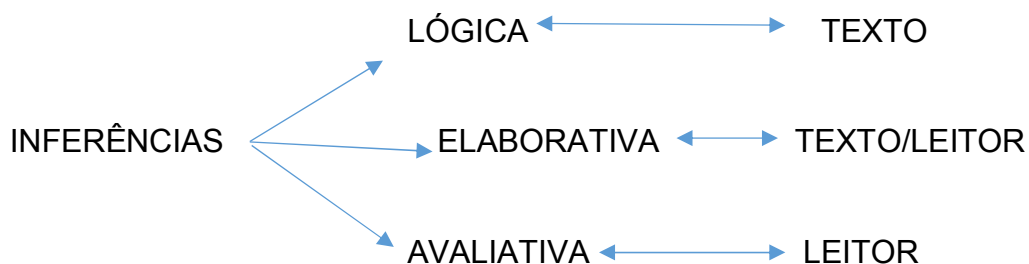 LÓGICA TEXTO
INFERÊNCIAS ELABORATIVA TEXTO/LEITOR
AVALIATIVA LEITOR